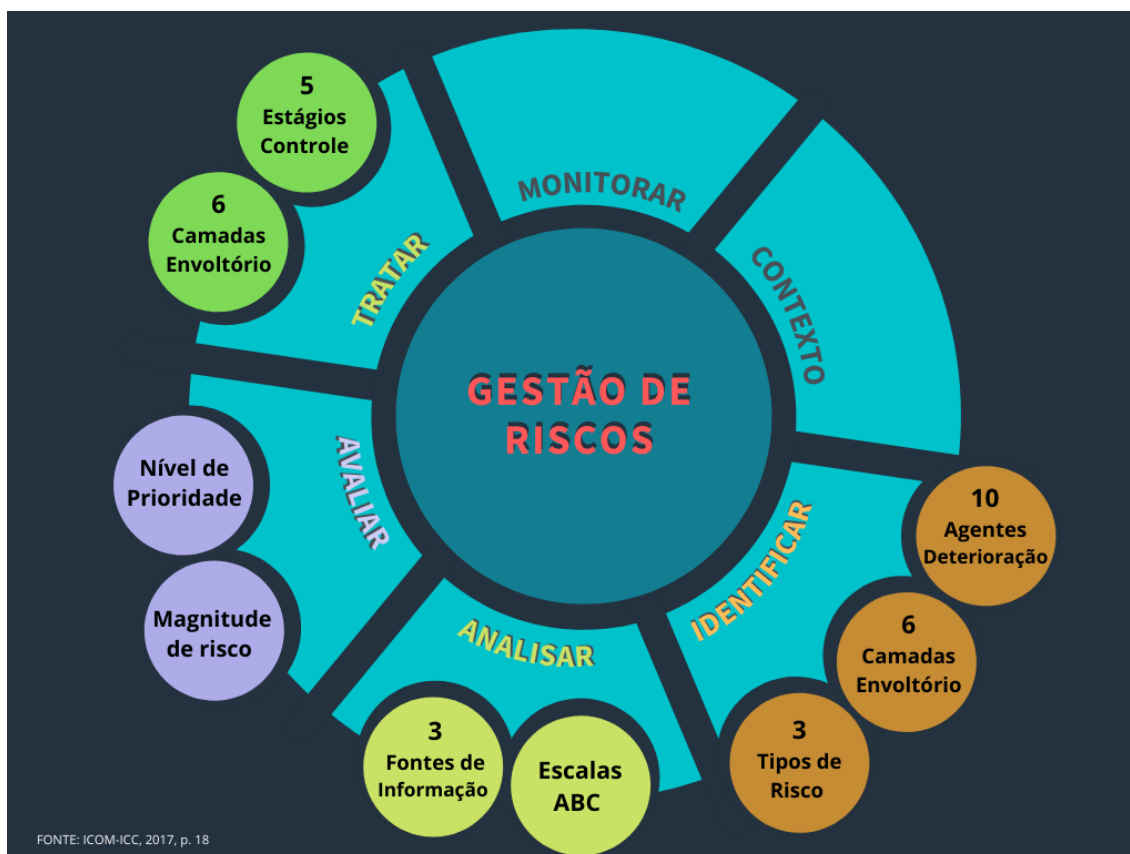 GESTÃO DE
RISCOS
MONITORAR
CONTEXTO
IDENTIFICAR
10
Agentes
Deterioração
6
Camadas
Envoltório
3
Tipos de
Risco
ANALISAR
Escalas
ABC
3
Fontes de
Informação
AVALIAR
Magnitude
de risco
Nível de
Prioridade
TRATAR
6
Camadas
Envoltório
5
Estágios
Controle
FONTE: ICOM-ICC, 2017, p. 18